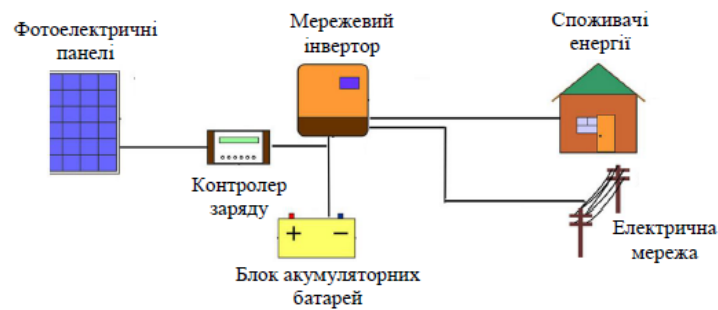 Фотоелектричні
панелі
Мережевий
інвертор
Споживачі
енергії
Контролер
заряду
+ −
Блок акумуляторних
батарей
Електрична
мережа